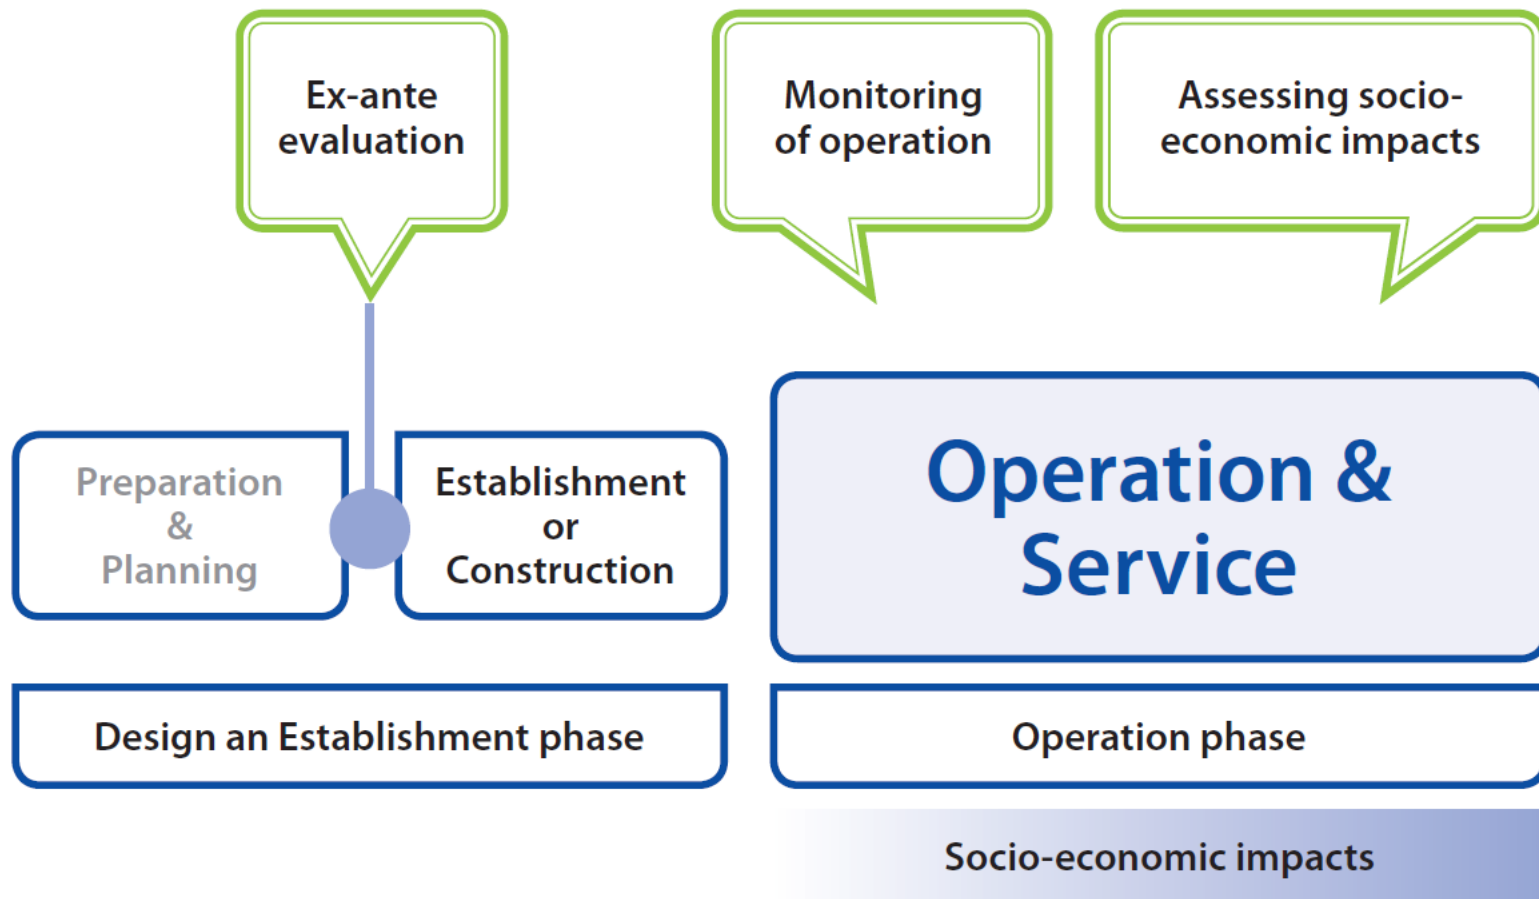 Ex-ante
evaluation
Monitoring
of operation
Assessing socio-
economic impacts
Preparation
&
Planning
Establishment
or
Construction
Operation &
Service
Design an Establishment phase
Operation phase
Socio-economic impacts